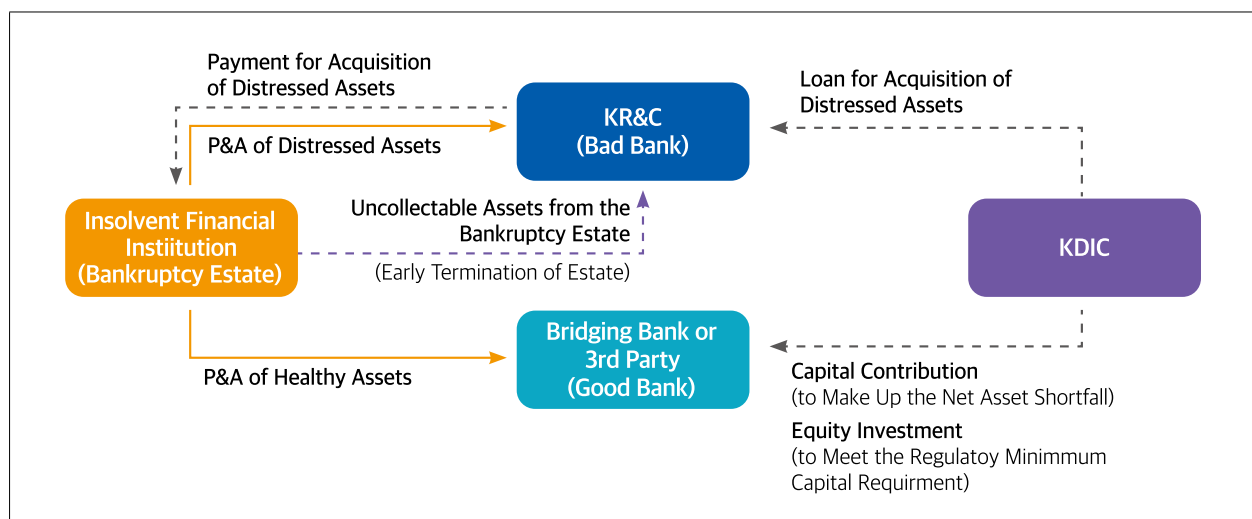 Payment for Acquisition
of Distressed Assets
P&A of Distressed Assets
KR&C
(Bad Bank)
Loan for Acquisition of
Distressed Assets
Insolvent Financial
Instiitution
(Bankruptcy Estate)
Uncollectable Assets from the
Bankruptcy Estate
(Early Termination of Estate)
KDIC
P&A of Healthy Assets
Bridging Bank or
3rd Party
(Good Bank)
Capital Contribution
(to Make Up the Net Asset Shortfall)
Equity Investment
(to Meet the Regulatoy Minimmum
Capital Requirment)